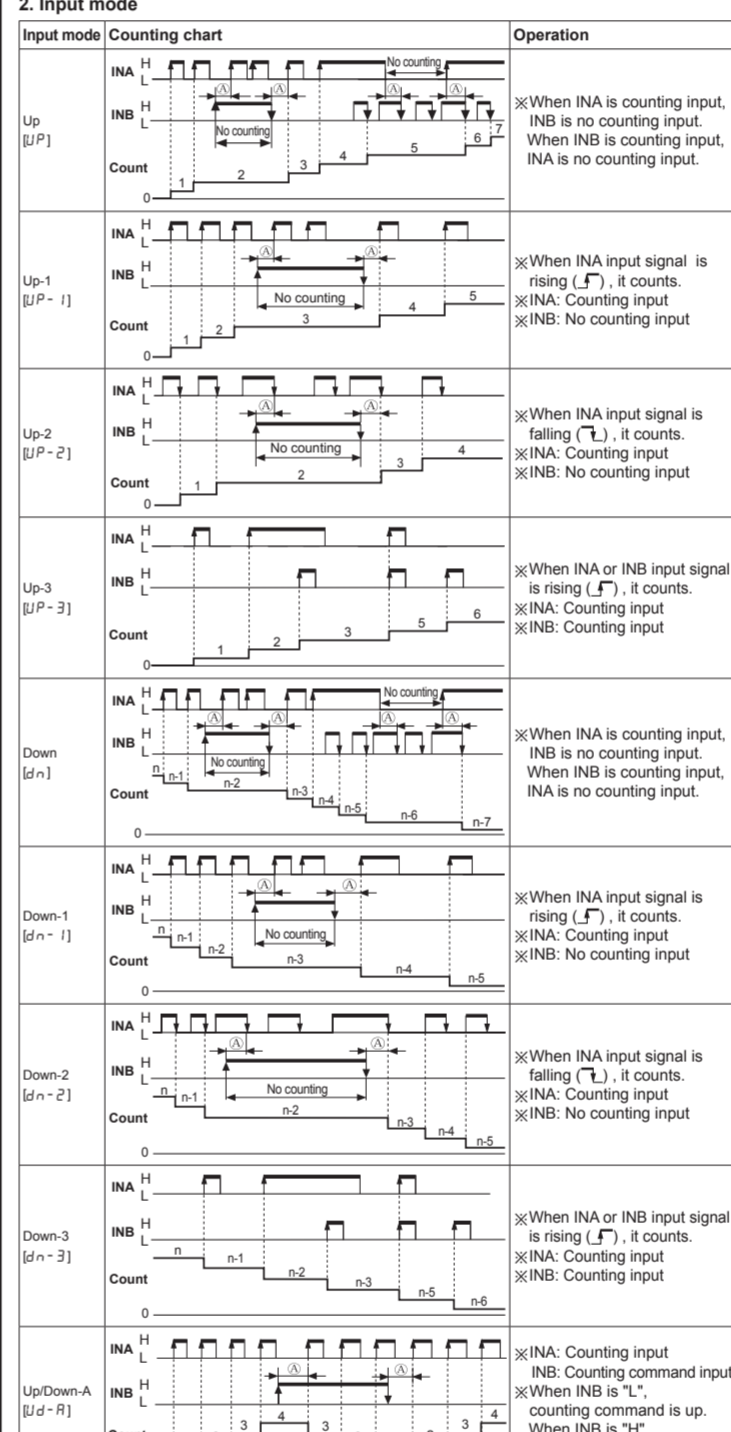 2. Input mode
Input mode Counting chart Operation
Up
[UP]
INA H
L
No counting
Ⓐ Ⓐ Ⓐ Ⓐ
INB H
L
No counting
Count
0
1 2 3 4 5 6 7
※When INA is counting input,
INB is no counting input.
When INB is counting input,
INA is no counting input.
Up-1
[UP-1]
INA H
L
Ⓐ Ⓐ
INB H
L
No counting
Count
0
1 2 3 4 5
※When INA input signal is
rising ( ) , it counts.
※INA: Counting input
※INB: No counting input
Up-2
[UP-2]
INA H
L
Ⓐ Ⓐ
INB H
L
No counting
Count
0
1 2 3 4
※When INA input signal is
falling ( ) , it counts.
※INA: Counting input
※INB: No counting input
Up-3
[UP-3]
INA H
L
INB H
L
Count
0
1 2 3 5 6
※When INA or INB input signal
is rising ( ) , it counts.
※INA: Counting input
※INB: Counting input
Down
[dn]
INA H
L
No counting
Ⓐ Ⓐ Ⓐ Ⓐ
INB H
L
No counting
Count
0
n n-1 n-2 n-3 n-4 n-5 n-6 n-7
※When INA is counting input,
INB is no counting input.
When INB is counting input,
INA is no counting input.
Down-1
[dn-1]
INA H
L
Ⓐ Ⓐ
INB H
L
No counting
Count
0
n n-1 n-2 n-3 n-4 n-5
※When INA input signal is
rising ( ) , it counts.
※INA: Counting input
※INB: No counting input
Down-2
[dn-2]
INA H
L
Ⓐ Ⓐ
INB H
L
No counting
Count
0
n n-1 n-2 n-3 n-4 n-5
※When INA input signal is
falling ( ) , it counts.
※INA: Counting input
※INB: No counting input
Down-3
[dn-3]
INA H
L
INB H
L
Count
0
n n-1 n-2 n-3 n-5 n-6
※When INA or INB input signal
is rising ( ) , it counts.
※INA: Counting input
※INB: Counting input
Up/Down-A
[Ud-A]
INA H
L
Ⓐ Ⓐ
INB H
L
3 4 3 3 4
※INA: Counting input
INB: Counting command input
※When INB is "L",
counting command is up.
When INB is "H"